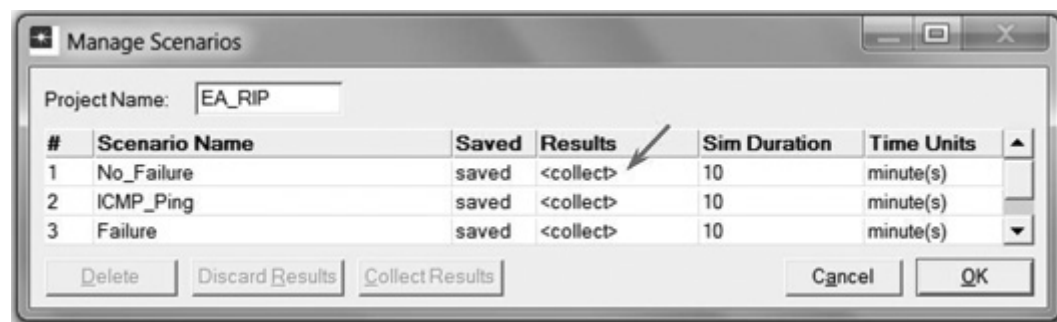 Manage Scenarios
Project Name: EA_RIP
# Scenario Name Saved Results Sim Duration Time Units
1 No_Failure saved <collect> 10 minute(s)
2 ICMP_Ping saved <collect> 10 minute(s)
3 Failure saved <collect> 10 minute(s)
Delete Discard Results Collect Results Cancel OK